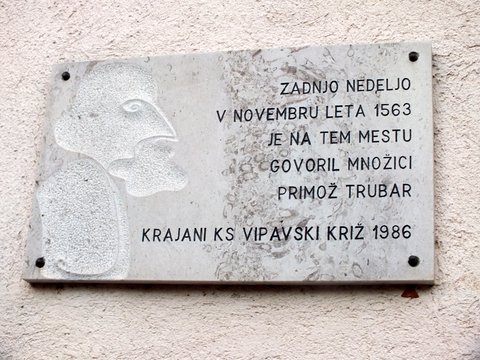 ZADNJO NEDELJO
V NOVEMBRU LETA 1563
JE NA TEM MESTU
GOVORIL MNOŽICI
PRIMOŽ TRUBAR
KRAJANI KS VIPAVSKI KRIŽ 1986